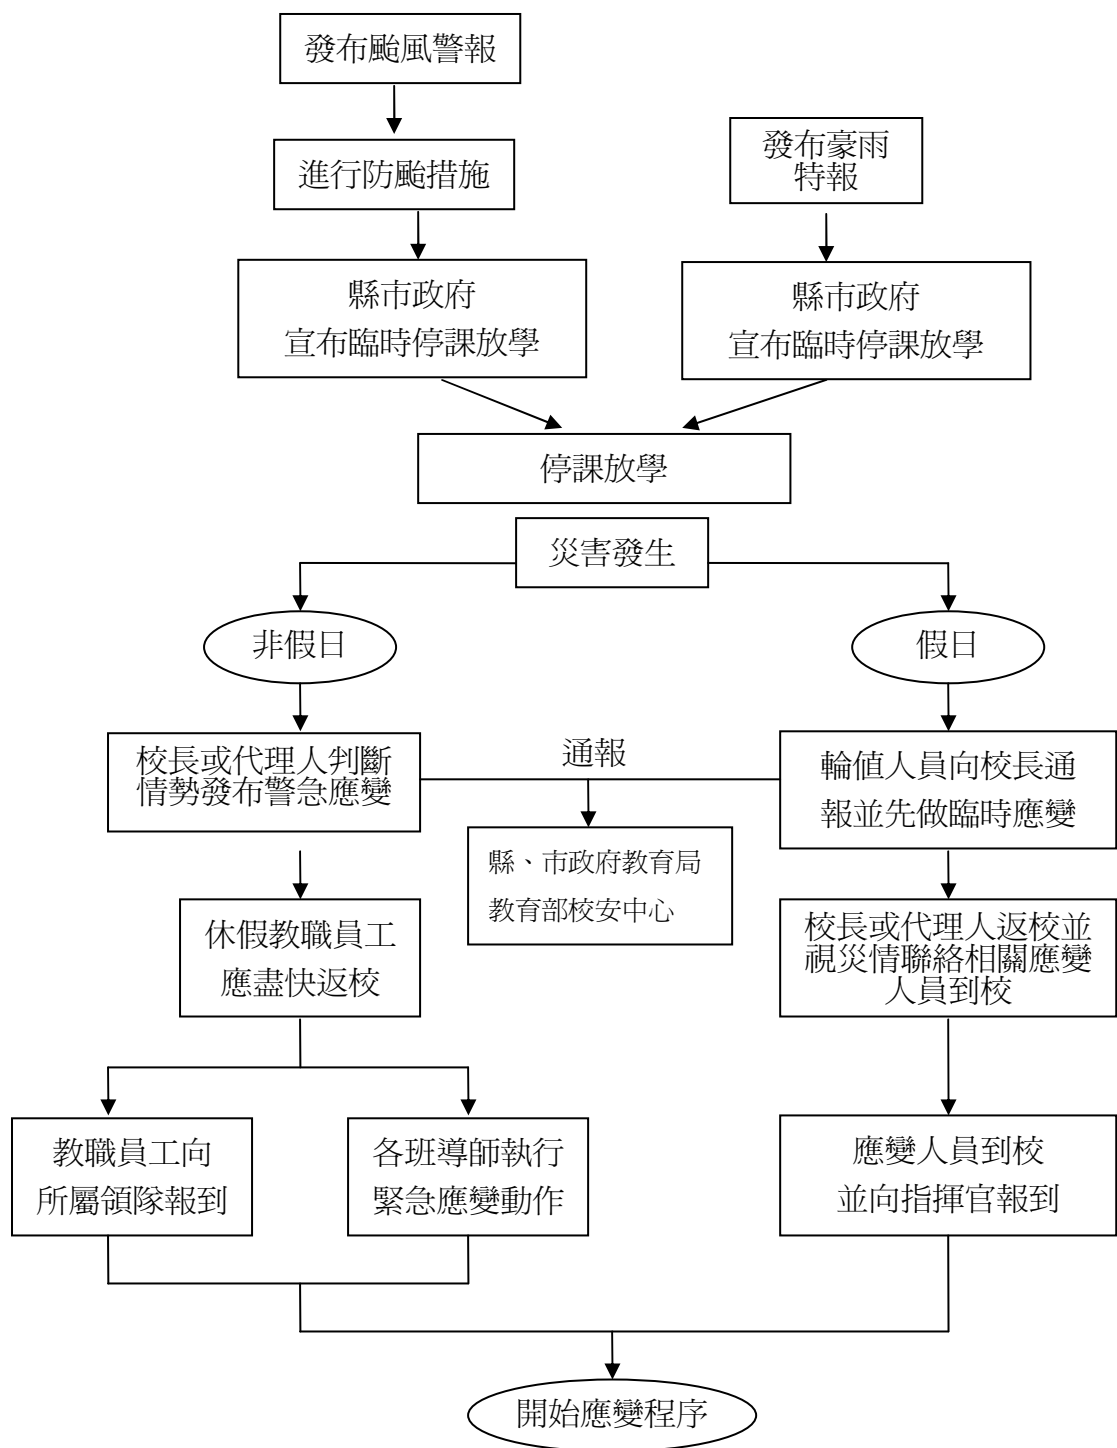 發布颱風警報
進行防颱措施
發布豪雨
特報
縣市政府
宣布臨時停課放學
縣市政府
宣布臨時停課放學
停課放學
災害發生
非假日
假日
校長或代理人判斷
情勢發布警急應變
通報
輪值人員向校長通
報並先做臨時應變
縣、市政府教育局
教育部校安中心
休假教職員工
應盡快返校
校長或代理人返校並
視災情聯絡相關應變
人員到校
教職員工向
所屬領隊報到
各班導師執行
緊急應變動作
應變人員到校
並向指揮官報到
開始應變程序